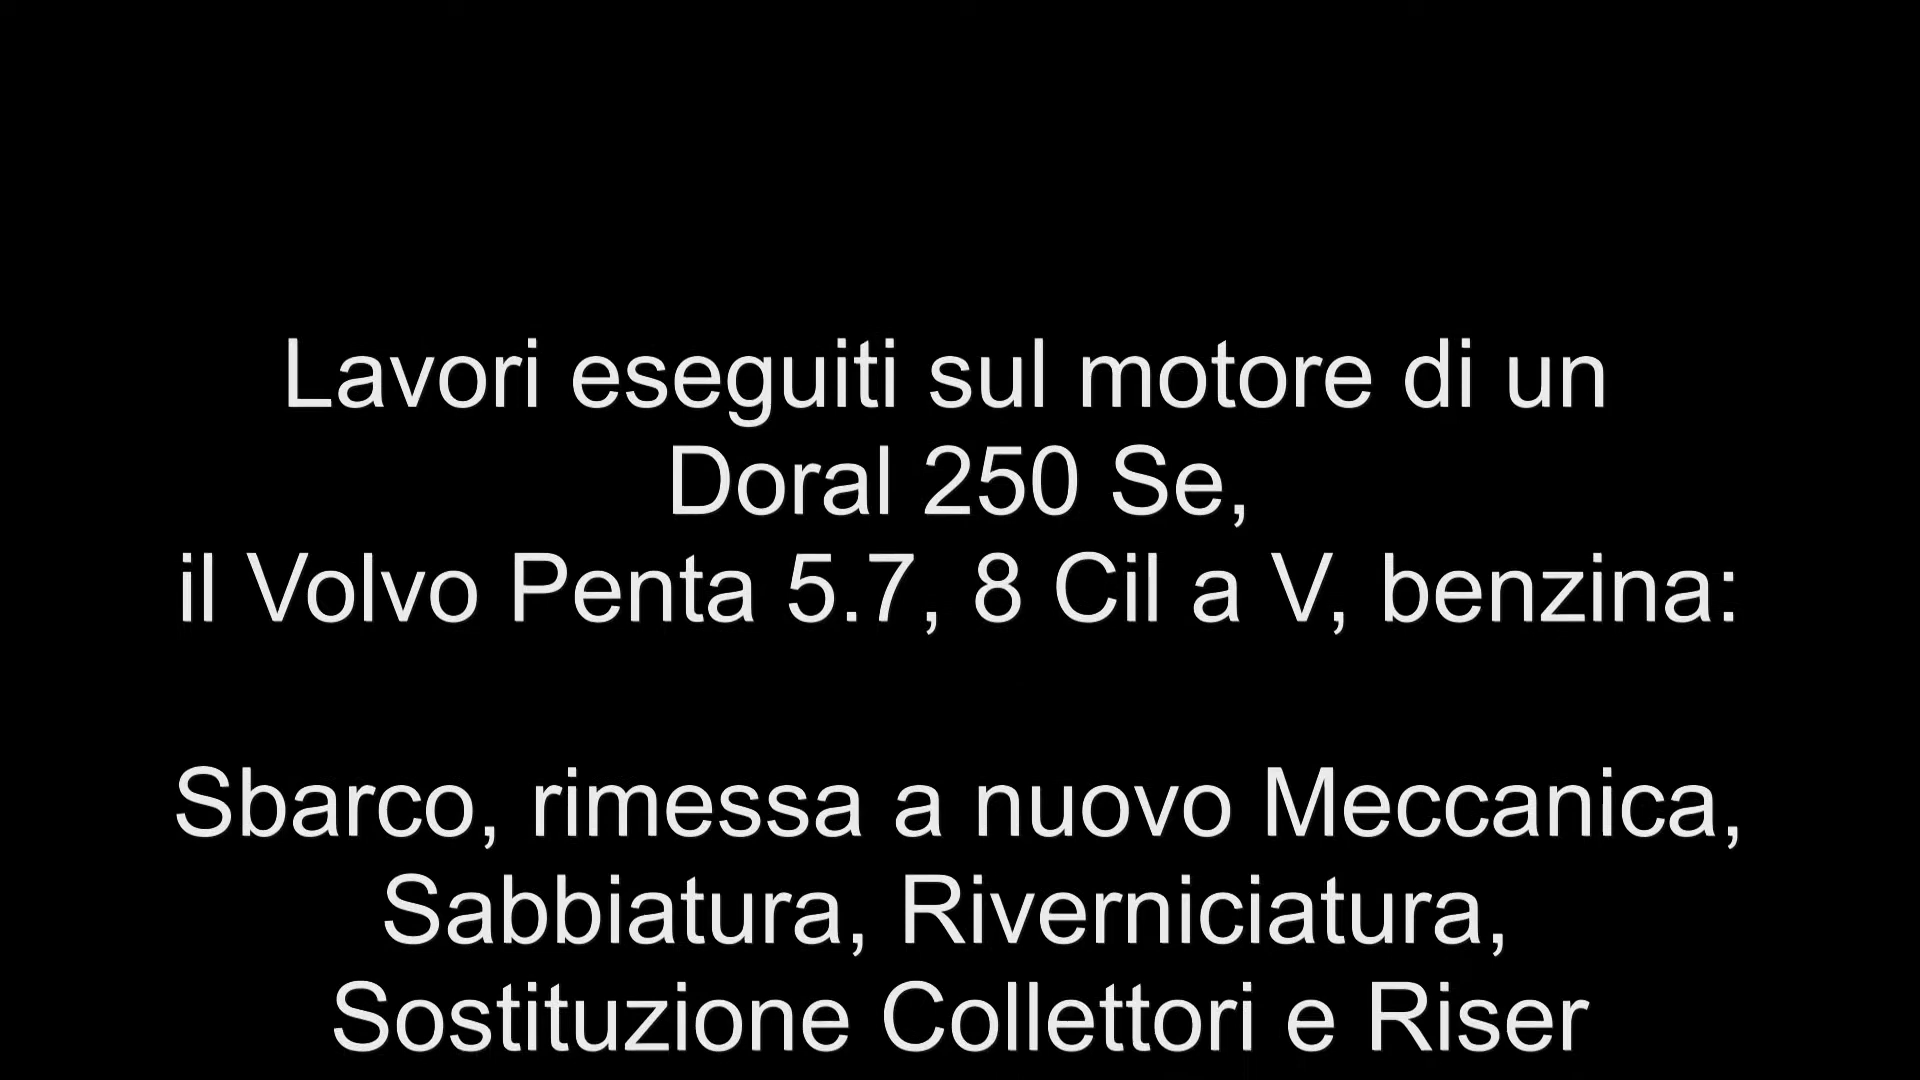 Lavori eseguiti sul motore di un
Doral 250 Se,
il Volvo Penta 5.7, 8 Cil a V, benzina:
Sbarco, rimessa a nuovo Meccanica,
Sabbiatura, Riverniciatura,
Sostituzione Collettori e Riser